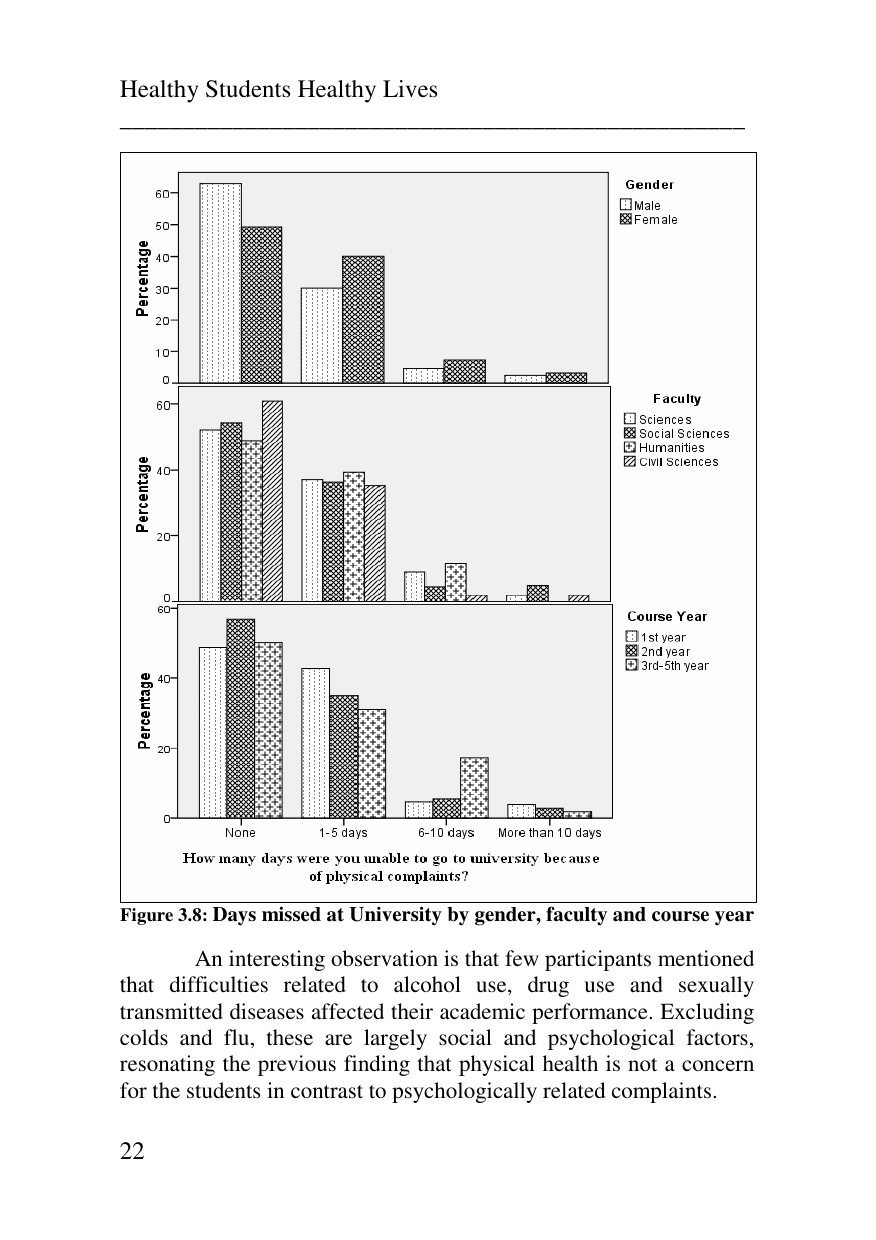 Healthy Students Healthy Lives
Gender
Male
Female
Percentage
60
50
40
30
20
10
0
Faculty
Sciences
Social Sciences
Humanities
Civil Sciences
Percentage
60
40
20
0
Course Year
1st year
2nd year
3rd-5th year
Percentage
60
40
20
0
None 1-5 days 6-10 days More than 10 days
How many days were you unable to go to university because
of physical complaints?
Figure 3.8: Days missed at University by gender, faculty and course year
An interesting observation is that few participants mentioned
that difficulties related to alcohol use, drug use and sexually
transmitted diseases affected their academic performance. Excluding
colds and flu, these are largely social and psychological factors,
resonating the previous finding that physical health is not a concern
for the students in contrast to psychologically related complaints.
22